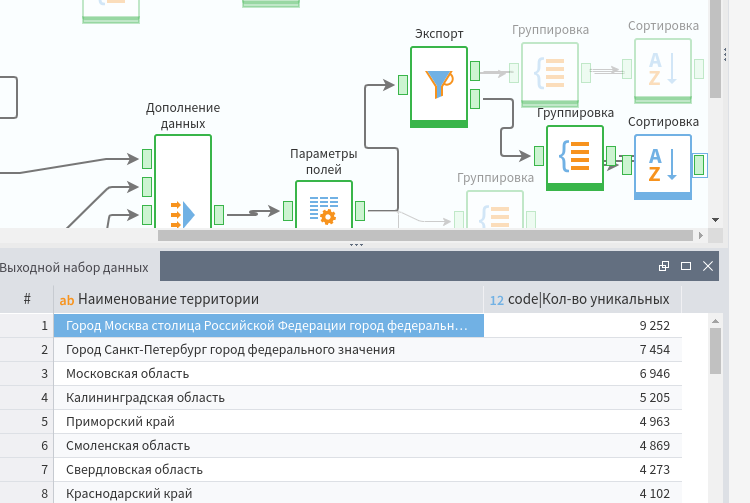 Экспорт
Группировка
Сортировка
Дополнение
данных
Группировка
Сортировка
Параметры
полей
Группировка
Выходной набор данных
# ab Наименование территории 12 code|Кол-во уникальных
1 Город Москва столица Российской Федерации город федеральн... 9 252
2 Город Санкт-Петербург город федерального значения 7 454
3 Московская область 6 946
4 Калининградская область 5 205
5 Приморский край 4 963
6 Смоленская область 4 869
7 Свердловская область 4 273
8 Краснодарский край 4 102